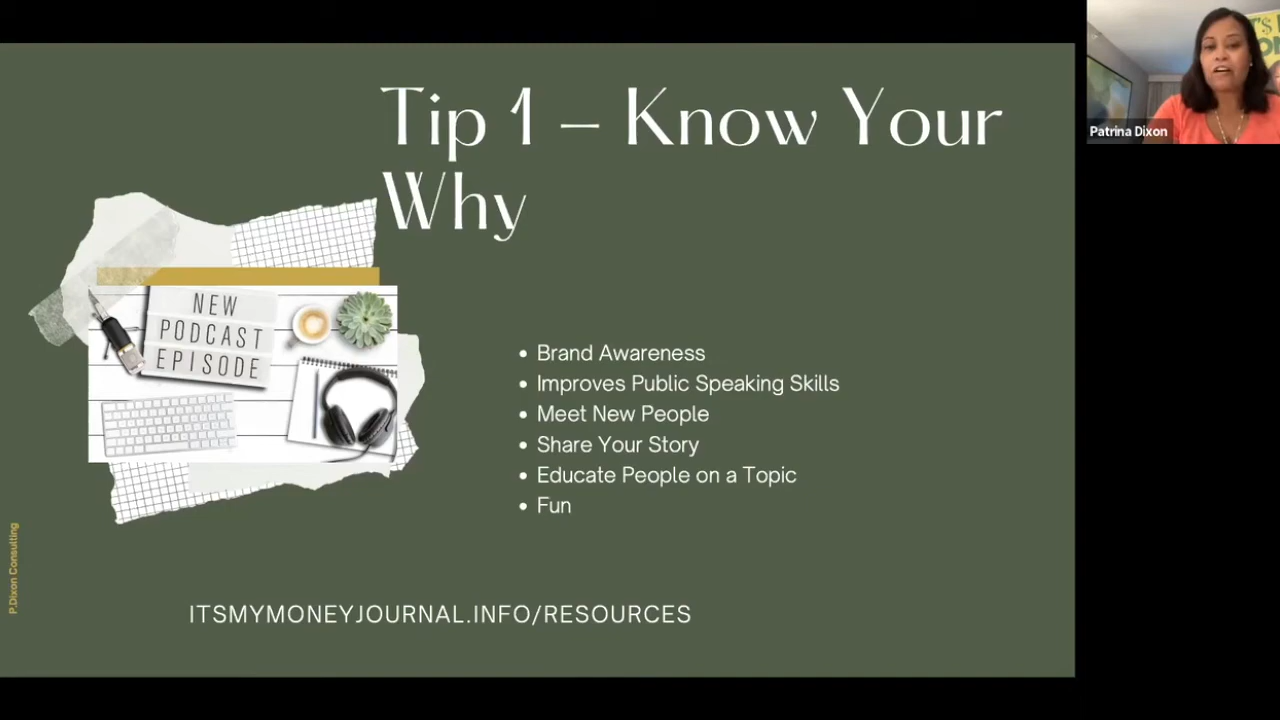 Tip 1 – Know Your
Why
NEW
PODCAST
EPISODE
• Brand Awareness
• Improves Public Speaking Skills
• Meet New People
• Share Your Story
• Educate People on a Topic
• Fun
ITSMYMONEYJOURNAL.INFO/RESOURCES
P.Dixon Consulting
Patrina Dixon